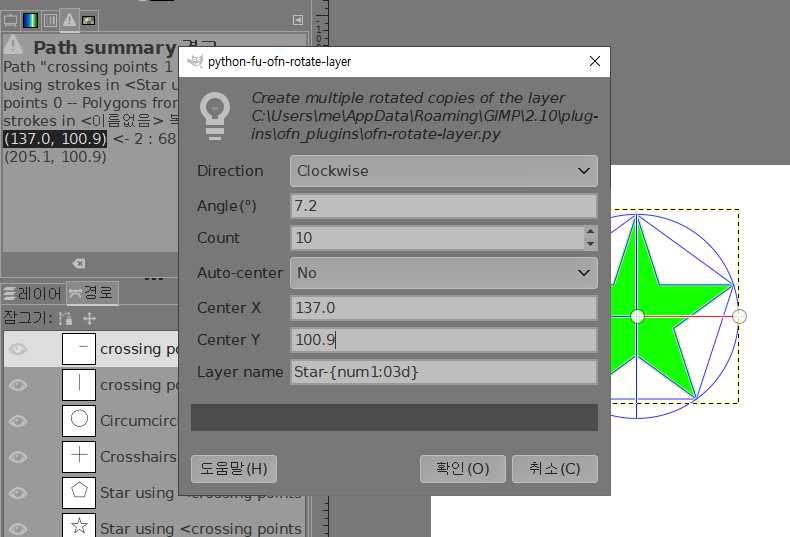 Path summary 경고
Path "crossing points 1
using strokes in <Star u
points 0 -- Polygons from
strokes in <이름없음> 복
(137.0, 100.9) <- 2 : 68.
(205.1, 100.9)
레이어
경로
잠그기:
crossing po
crossing po
Circumcirc
Crosshairs
Star using <crossing points
Star using <crossing points
python-fu-ofn-rotate-layer
Create multiple rotated copies of the layer
C:\Users\me\AppData\Roaming\GIMP\2.10\plug-
ins\ofn_plugins\ofn-rotate-layer.py
Direction Clockwise
Angle(°) 7.2
Count 10
Auto-center No
Center X 137.0
Center Y 100.9
Layer name Star-{num1:03d}
도움말(H) 확인(O) 취소(C)